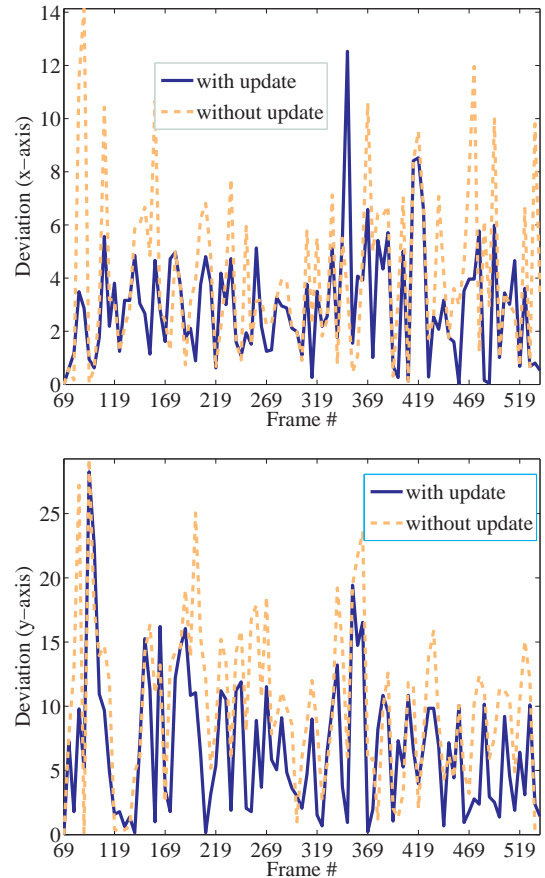 14
12
10
8
6
4
2
0
Deviation (x−axis)
with update
without update
69 119 169 219 269 319 369 419 469 519
Frame #
25
20
15
10
5
0
Deviation (y−axis)
with update
without update
69 119 169 219 269 319 369 419 469 519
Frame #